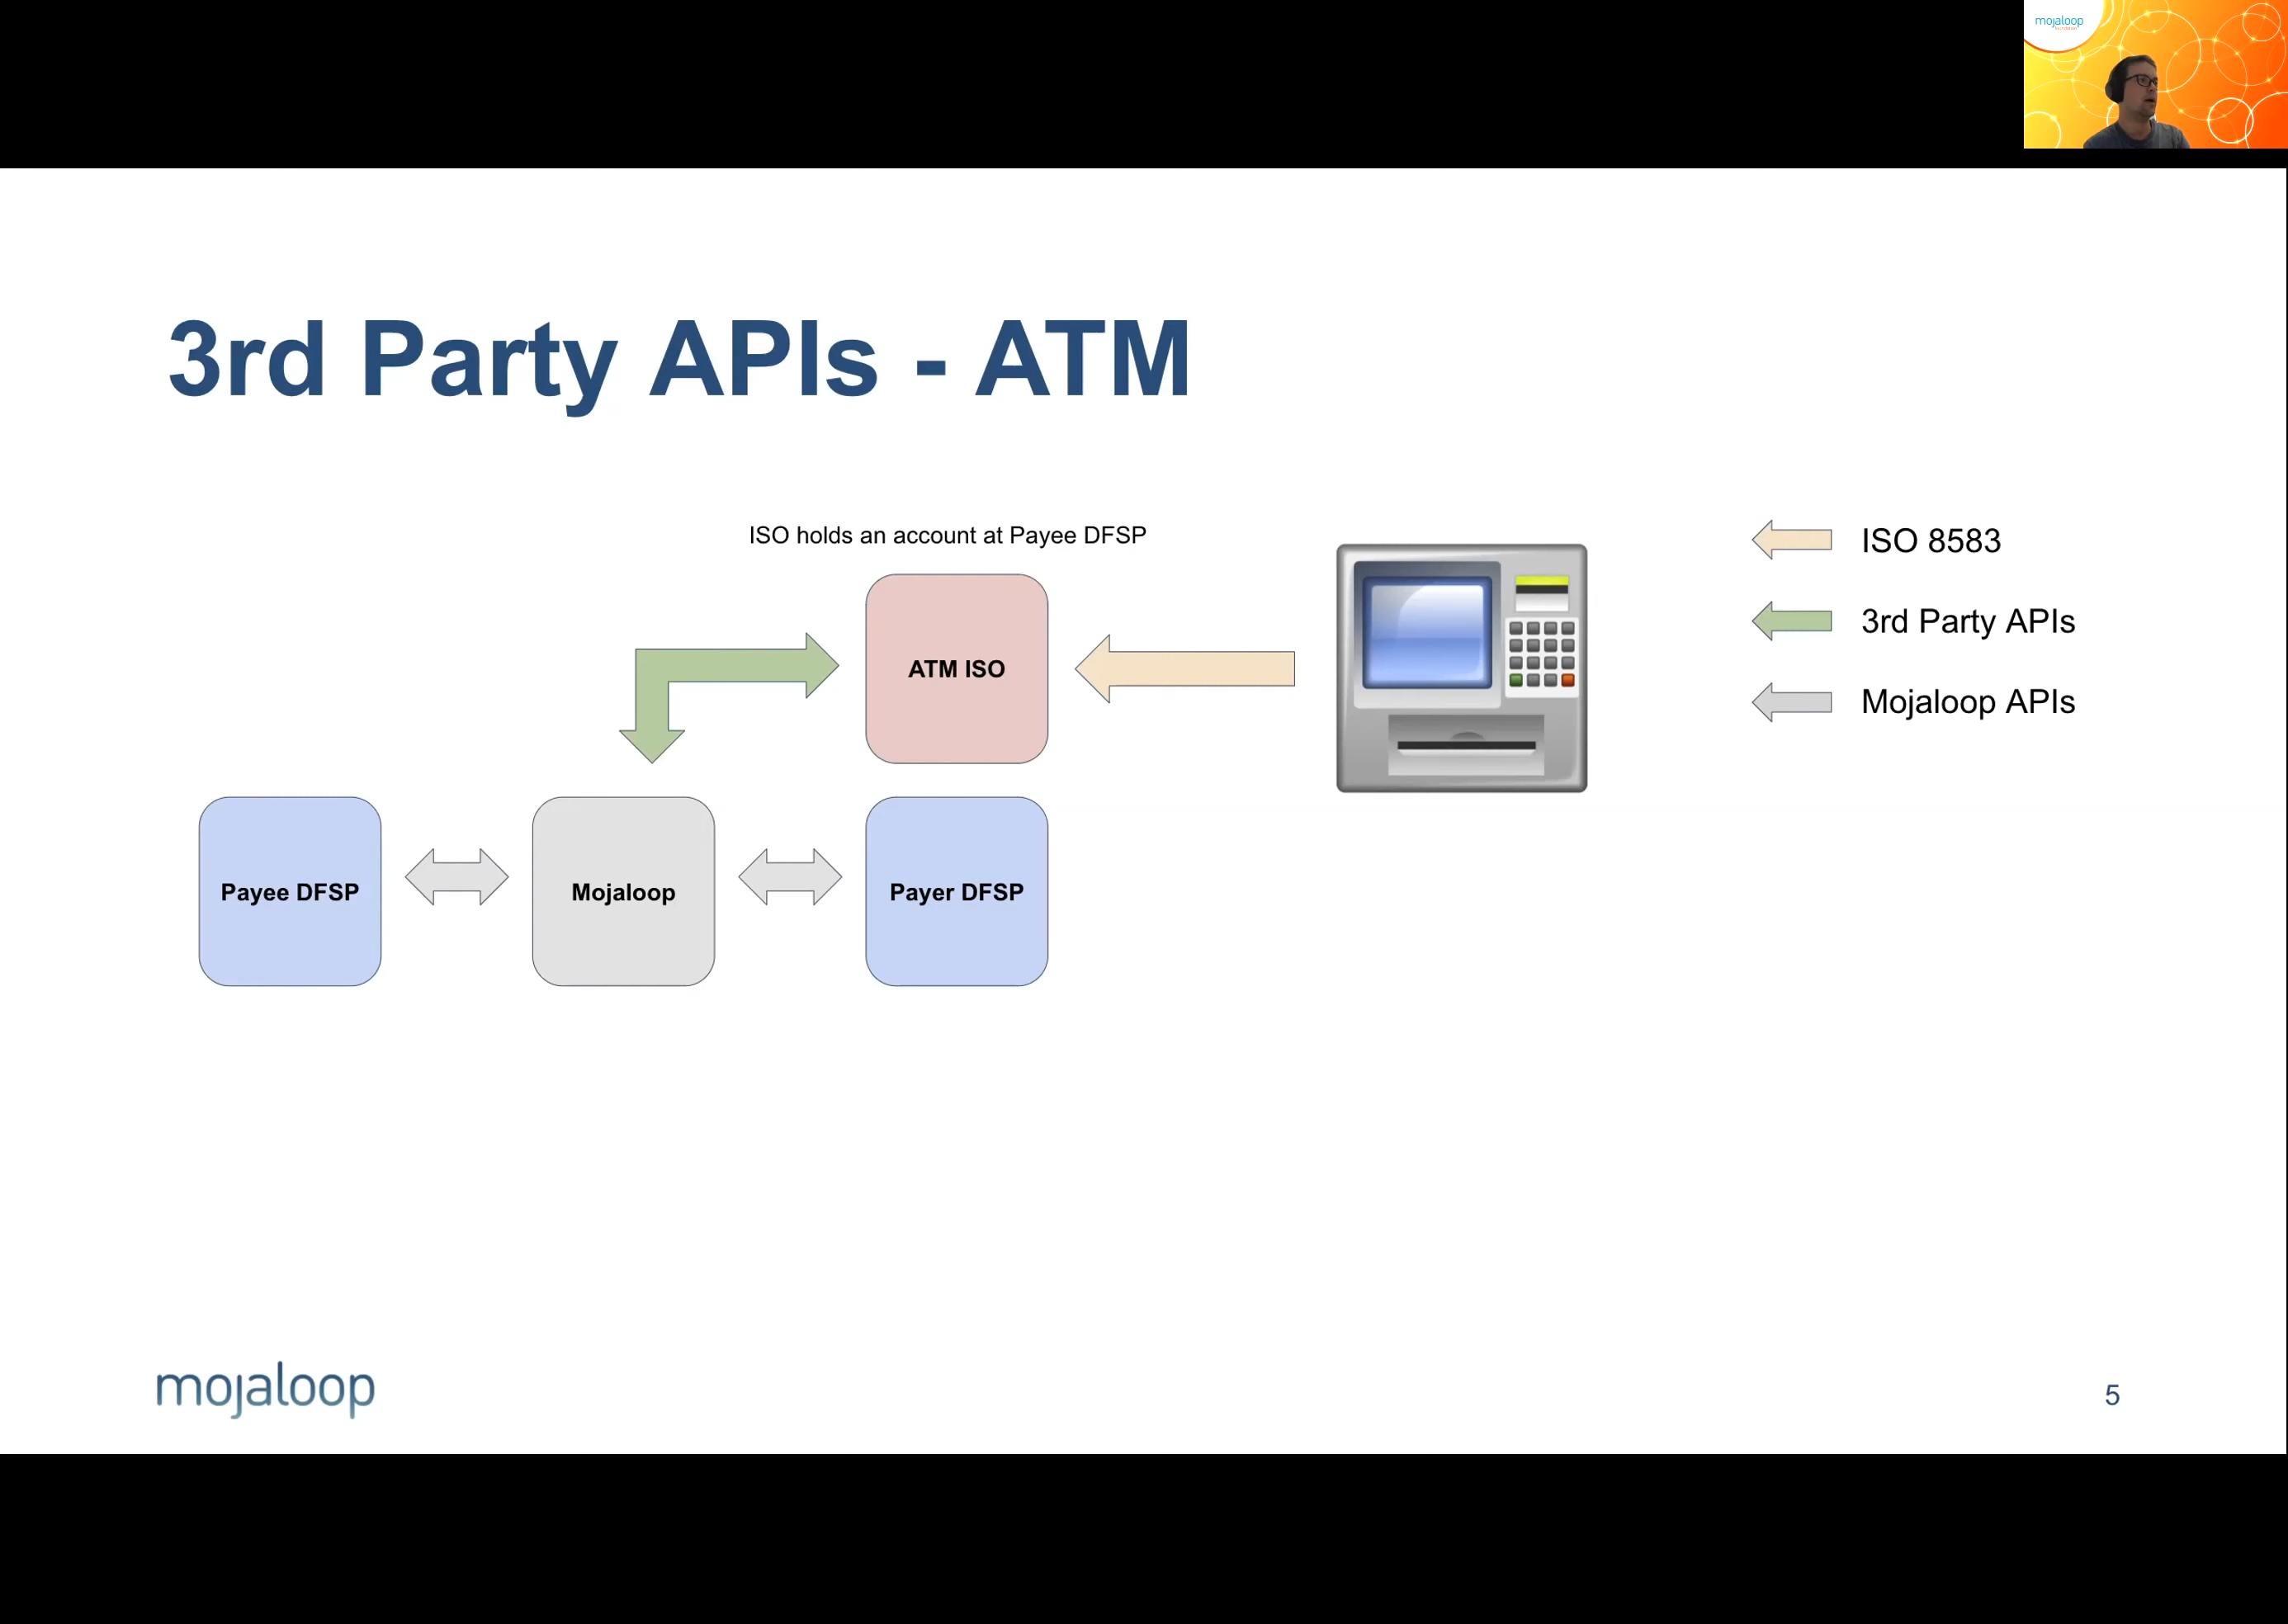 mojaloop
3rd Party APIs - ATM
ISO holds an account at Payee DFSP
ATM ISO
ISO 8583
3rd Party APIs
Mojaloop APIs
Payee DFSP
Mojaloop
Payer DFSP
mojaloop
5